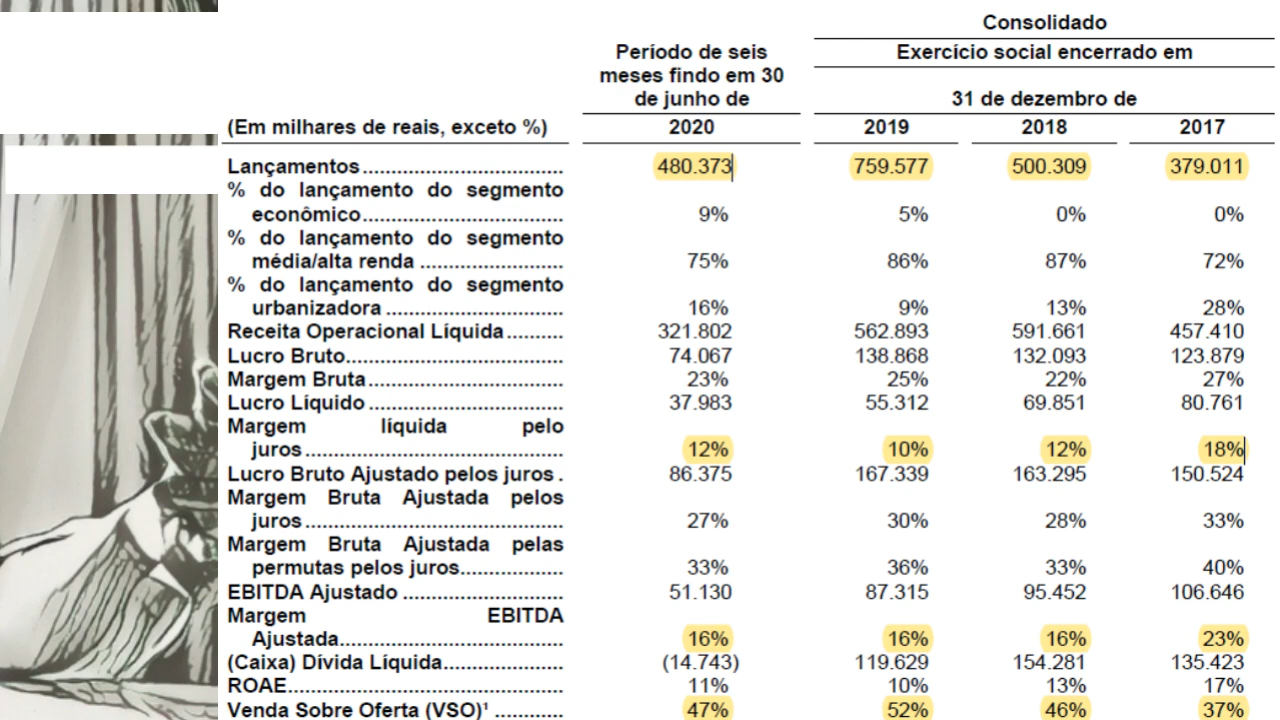 Consolidado
Período de seis meses findo em 30 de junho de
Exercício social encerrado em
31 de dezembro de
(Em milhares de reais, exceto %) 2020 2019 2018 2017
Lançamentos 480.373 759.577 500.309 379.011
% do lançamento do segmento
econômico 9% 5% 0% 0%
% do lançamento do segmento
média/alta renda 75% 86% 87% 72%
% do lançamento do segmento
urbanizadora 16% 9% 13% 28%
Receita Operacional Líquida 321.802 562.893 591.661 457.410
Lucro Bruto 74.067 138.868 132.093 123.879
Margem Bruta 23% 25% 22% 27%
Lucro Líquido 37.983 55.312 69.851 80.761
Margem líquida pelo
juros 12% 10% 12% 18%
Lucro Bruto Ajustado pelos juros . 86.375 167.339 163.295 150.524
Margem Bruta Ajustada pelos
juros 27% 30% 28% 33%
Margem Bruta Ajustada pelas
permutas pelo juros 33% 36% 33% 40%
EBITDA Ajustado 51.130 87.315 95.452 106.646
Margem EBITDA
Ajustada 16% 16% 16% 23%
(Caixa) Dívida Líquida (14.743) 119.629 154.281 135.423
ROAE 11% 10% 13% 17%
Venda Sobre Oferta (VSO)¹ 47% 52% 46% 37%